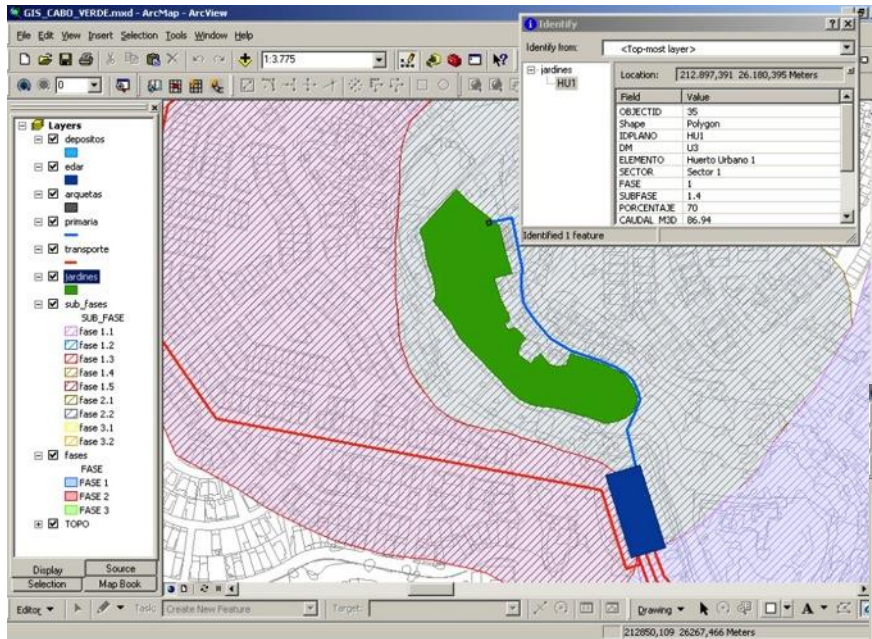 GIS_CABO_VERDE.mxd - ArcMap - ArcView
File Edit View Insert Selection Tools Window Help
1:3.775
0
Layers
depositos
edar
arquetas
primaria
transporte
jardines
sub_fases
SUB_FASE
fase 1.1
fase 1.2
fase 1.3
fase 1.4
fase 1.5
fase 2.1
fase 2.2
fase 3.1
fase 3.2
fases
FASE
FASE 1
FASE 2
FASE 3
TOPO
Display Source
Selection Map Book
Identify
Identify from: <Top-most layer>
jardines
HU1
Location: 212.897,391 26.180,395 Meters
Field Value
OBJECTID 35
Shape Polygon
IDPLANO HU1
DM U3
ELEMENTO Huerto Urbano 1
SECTOR Sector 1
FASE 1
SUBFASE 1.4
PORCENTAJE 70
CAUDAL_M3D 86.94
Identified 1 feature
Editor Task: Create New Feature Target: Drawing A
212850,109 26267,466 Meters